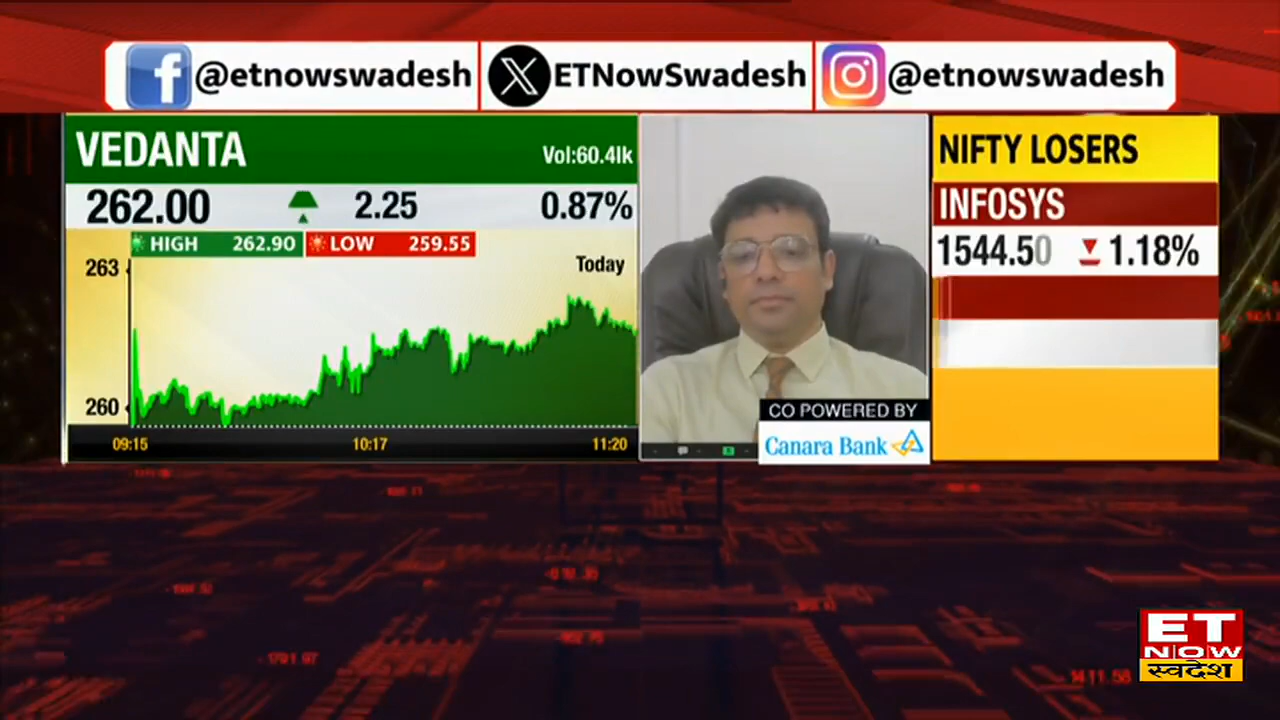 @etnowswadesh
ETNowSwadesh
@etnowswadesh
VEDANTA
Vol:60.4lk
262.00 2.25 0.87%
HIGH 262.90 LOW 259.55
Today
263
260
09:15 10:17 11:20
CO POWERED BY
Canara Bank
NIFTY LOSERS
INFOSYS
1544.50 1.18%
ET
NOW
स्वदेश